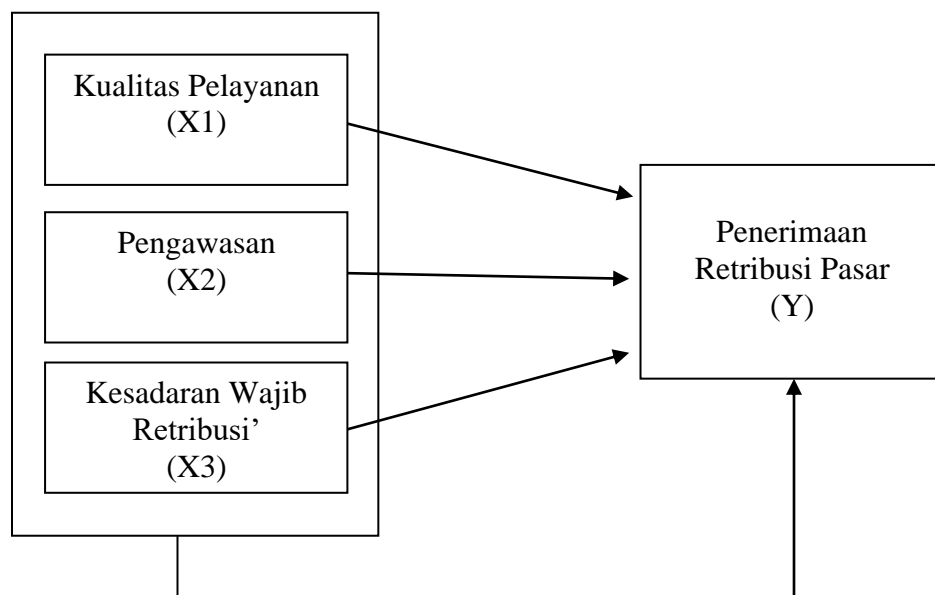 Kualitas Pelayanan
(X1)
Pengawasan
(X2)
Kesadaran Wajib
Retribusi’
(X3)
Penerimaan
Retribusi Pasar
(Y)